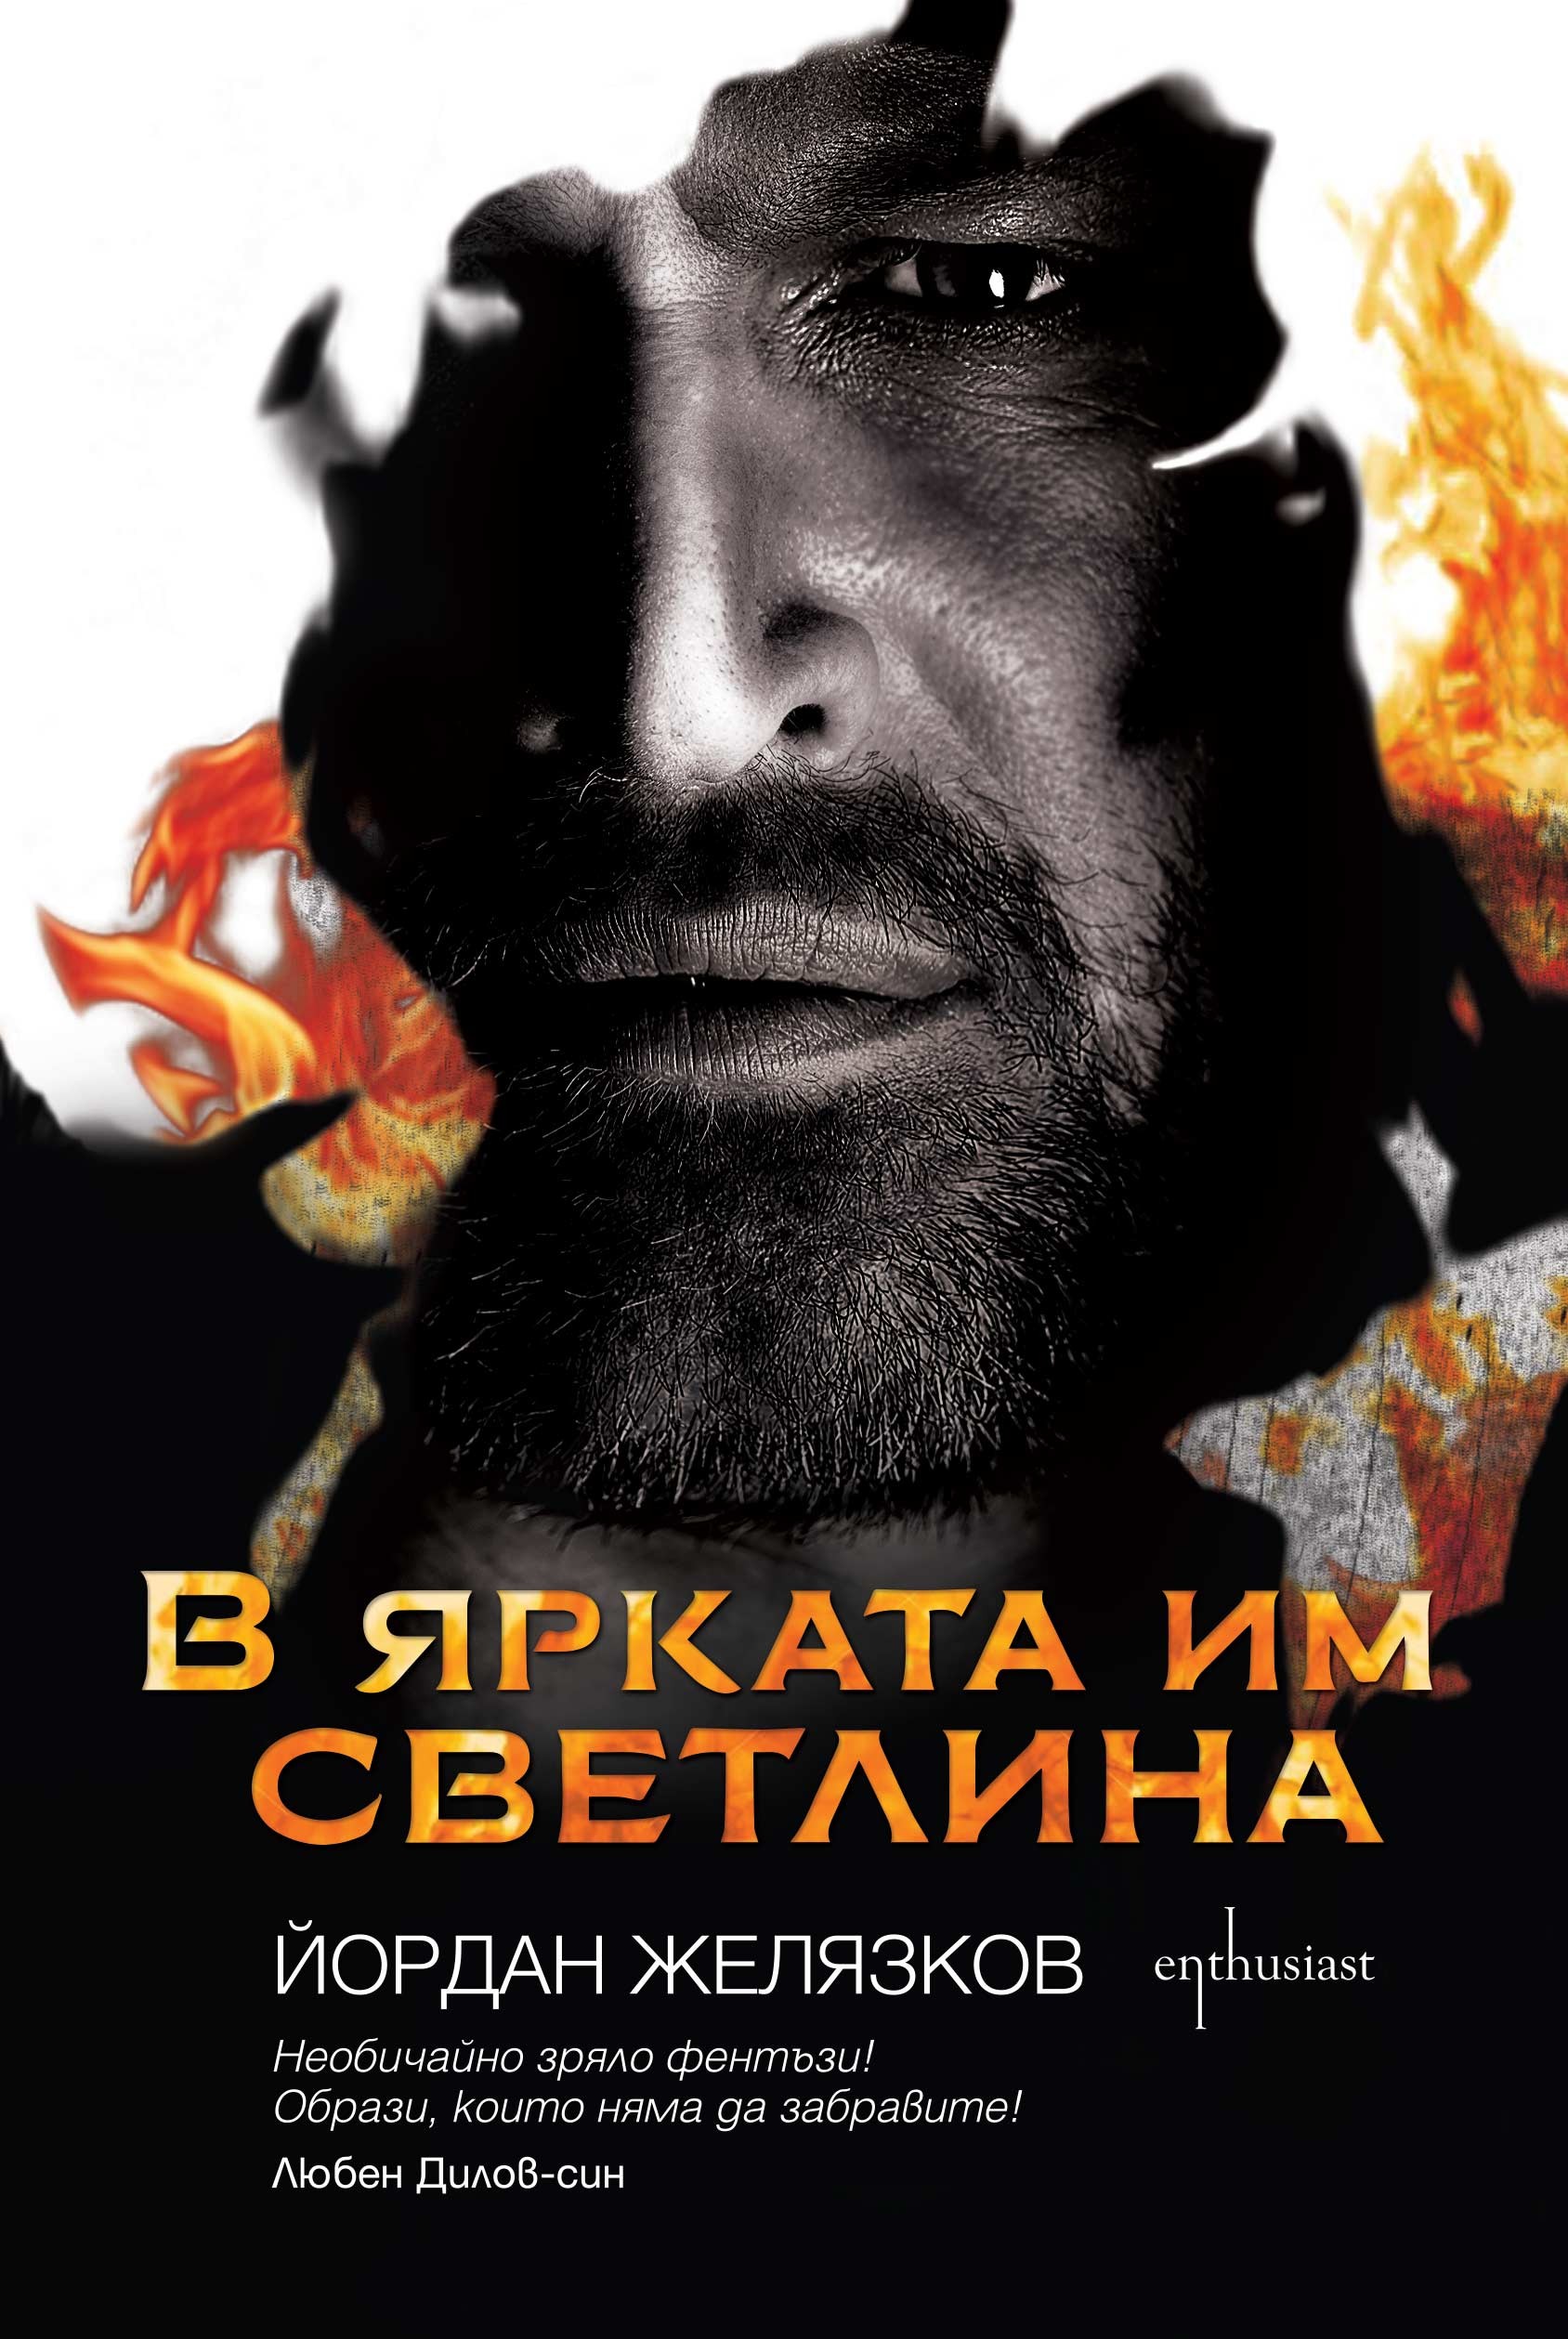 В ЯРКАТА ИМ
СВЕТЛИНА
ЙОРДАН ЖЕЛЯЗКОВ
enthusiast
Необичайно зряло фентъзи!
Образи, които няма да забравите!
Любен Дилов-син